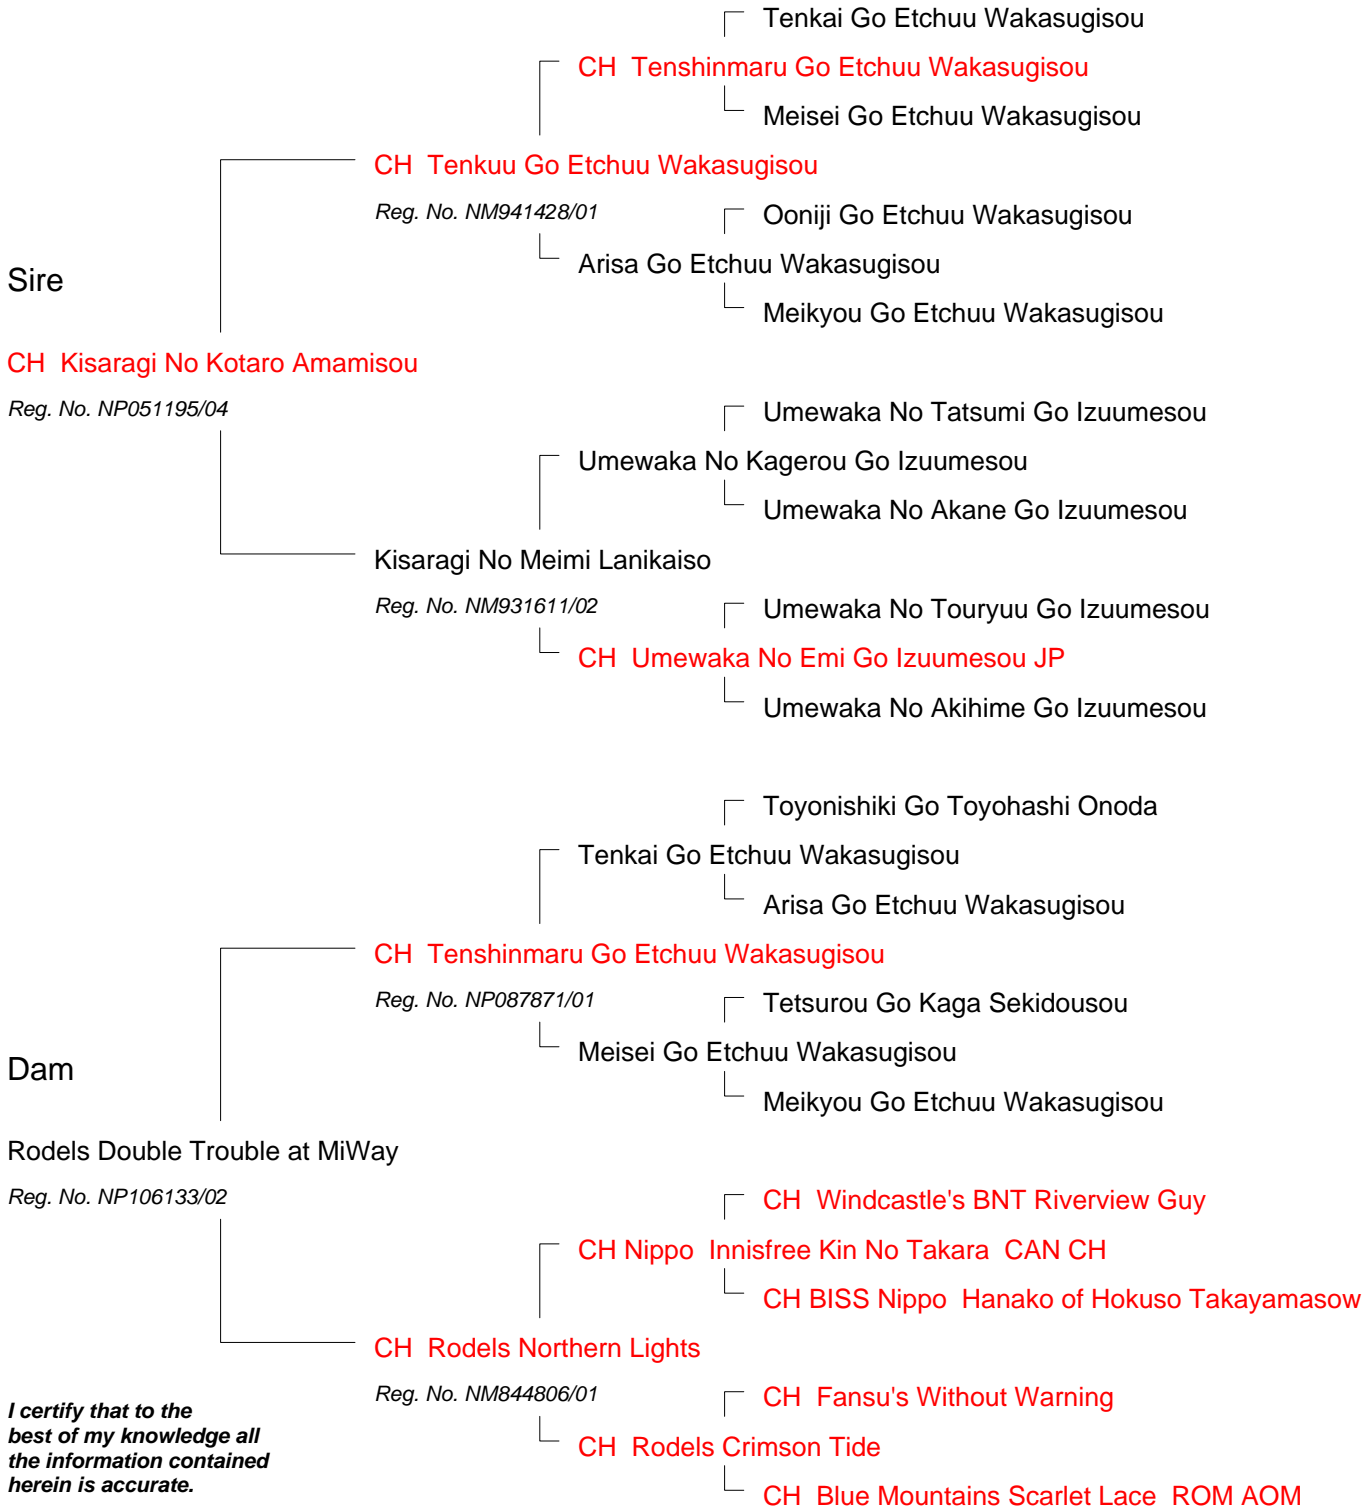 Tenkai Go Etchuu Wakasugisou
CH Tenshinmaru Go Etchuu Wakasugisou
Meisei Go Etchuu Wakasugisou
CH Tenkuu Go Etchuu Wakasugisou
Reg. No. NM941428/01
Ooniji Go Etchuu Wakasugisou
Arisa Go Etchuu Wakasugisou
Sire
Meikyou Go Etchuu Wakasugisou
CH Kisaragi No Kotaro Amamisou
Reg. No. NP051195/04
Umewaka No Tatsumi Go Izuumesou
Umewaka No Kagerou Go Izuumesou
Umewaka No Akane Go Izuumesou
Kisaragi No Meimi Lanikaiso
Reg. No. NM931611/02
Umewaka No Touryuu Go Izuumesou
CH Umewaka No Emi Go Izuumesou JP
Umewaka No Akihime Go Izuumesou
Toyonishiki Go Toyohashi Onoda
Tenkai Go Etchuu Wakasugisou
Arisa Go Etchuu Wakasugisou
CH Tenshinmaru Go Etchuu Wakasugisou
Reg. No. NP087871/01
Tetsurou Go Kaga Sekidousou
Meisei Go Etchuu Wakasugisou
Dam
Meikyou Go Etchuu Wakasugisou
Rodels Double Trouble at MiWay
Reg. No. NP106133/02
CH Windcastle's BNT Riverview Guy
CH Nippo Innisfree Kin No Takara CAN CH
CH BISS Nippo Hanako of Hokuso Takayamasow
CH Rodels Northern Lights
Reg. No. NM844806/01
CH Fansu's Without Warning
CH Rodels Crimson Tide
CH Blue Mountains Scarlet Lace ROM AOM
I certify that to the
best of my knowledge all
the information contained
herein is accurate.